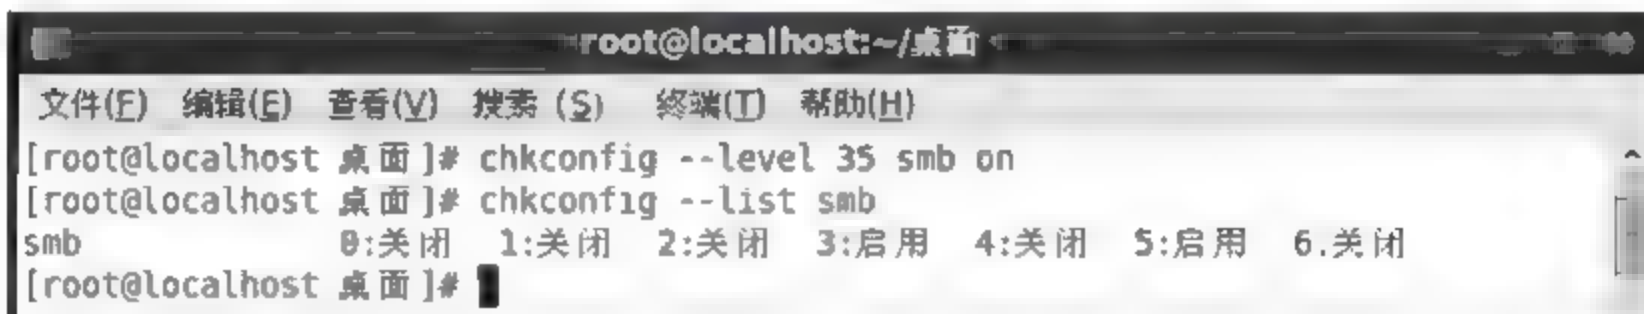 root@localhost:~/桌面
文件(F) 编辑(E) 查看(V) 搜索 (S) 终端(T) 帮助(H)
[root@localhost 桌面]# chkconfig --level 35 smb on
[root@localhost 桌面]# chkconfig --list smb
smb 0:关闭 1:关闭 2:关闭 3:启用 4:关闭 5:启用 6.关闭
[root@localhost 桌面]#